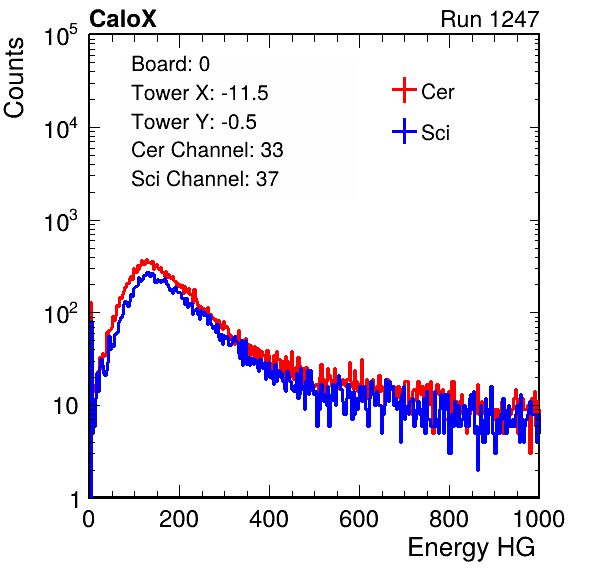 CaloX Run 1247
Counts
Board: 0
Tower X: -11.5
Tower Y: -0.5
Cer Channel: 33
Sci Channel: 37
Cer
Sci
10^5
10^4
10^3
10^2
10
1
0 200 400 600 800 1000
Energy HG